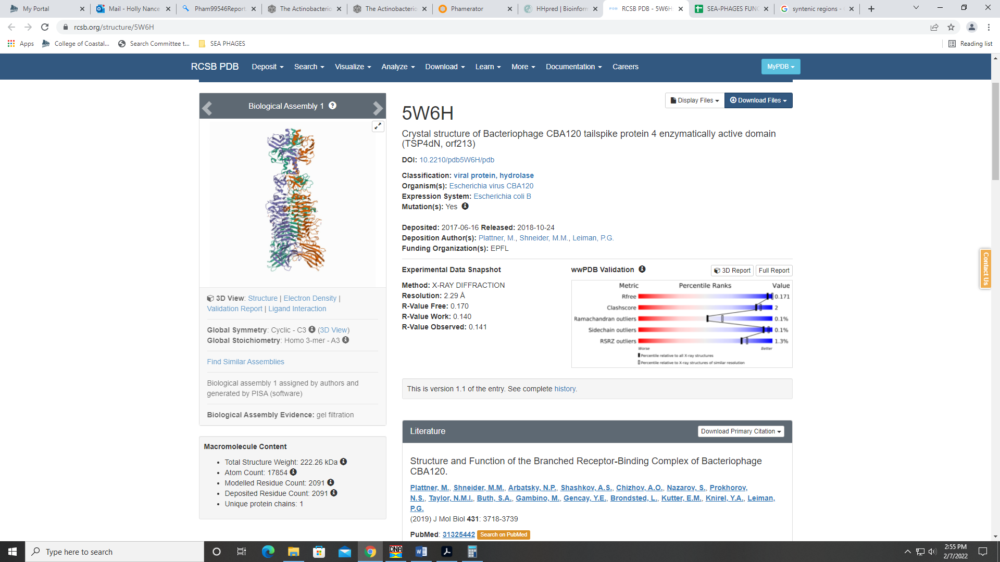 My Portal
Mail - Holly Nance
Pham99546Report.
The Actinobacterio
The Actinobacterio
Phamerator
HHpred | Bioinform
RCSB PDB - 5W6H
SEA-PHAGES FUNC
syntenic regions -
rcsb.org/structure/5W6H
Apps
College of Coastal...
Search Committee t...
SEA PHAGES
Reading list
RCSB PDB Deposit Search Visualize Analyze Download Learn More Documentation Careers MyPDB
Biological Assembly 1
Display Files Download Files
5W6H
Crystal structure of Bacteriophage CBA120 tailspike protein 4 enzymatically active domain
(TSP4dN, orf213)
DOI: 10.2210/pdb5W6H/pdb
Classification: viral protein, hydrolase
Organism(s): Escherichia virus CBA120
Expression System: Escherichia coli B
Mutation(s): Yes
Deposited: 2017-06-16 Released: 2018-10-24
Deposition Author(s): Plattner, M., Shneider, M.M., Leiman, P.G.
Funding Organization(s): EPFL
Experimental Data Snapshot
Method: X-RAY DIFFRACTION
Resolution: 2.29 Å
R-Value Free: 0.170
R-Value Work: 0.140
R-Value Observed: 0.141
wwPDB Validation
3D Report Full Report
Metric Percentile Ranks Value
Rfree 0.171
Clashscore 2
Ramachandran outliers 0.1%
Sidechain outliers 0.1%
RSRZ outliers 1.3%
Worse Better
Percentile relative to all X-ray structures
Percentile relative to X-ray structures of similar resolution
3D View: Structure | Electron Density |
Validation Report | Ligand Interaction
Global Symmetry: Cyclic - C3 (3D View)
Global Stoichiometry: Homo 3-mer - A3
Find Similar Assemblies
Biological assembly 1 assigned by authors and
generated by PISA (software)
Biological Assembly Evidence: gel filtration
Macromolecule Content
Total Structure Weight: 222.26 kDa
Atom Count: 17854
Modelled Residue Count: 2091
Deposited Residue Count: 2091
Unique protein chains: 1
This is version 1.1 of the entry. See complete history.
Literature
Download Primary Citation
Structure and Function of the Branched Receptor-Binding Complex of Bacteriophage
CBA120.
Plattner, M., Shneider, M.M., Arbatsky, N.P., Shashkov, A.S., Chizhov, A.O., Nazarov, S., Prokhorov,
N.S., Taylor, N.M.I., Buth, S.A., Gambino, M., Gencay, Y.E., Brondsted, L., Kutter, E.M., Knirel, Y.A., Leiman,
P.G.
(2019) J Mol Biol 431: 3718-3739
PubMed: 31325442 Search on PubMed
Contact Us
Type here to search
DNA
2:55 PM
2/7/2022